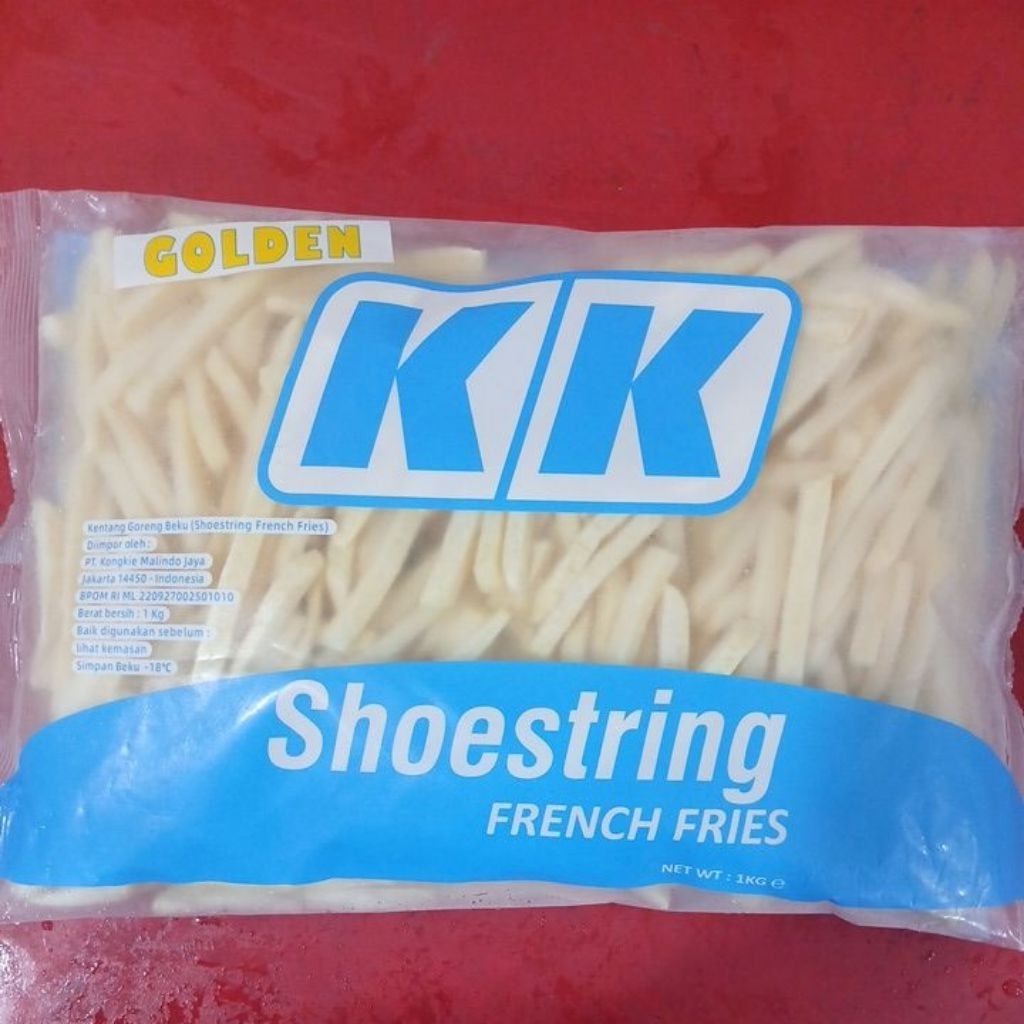 GOLDEN
KK
Kentang Goreng Beku (Shoestring French Fries)
Diimpor oleh :
PT. Kongkie Malindo Jaya
Jakarta 14450 - Indonesia
BPOM RI ML 220927002501010
Berat bersih : 1 Kg
Baik digunakan sebelum :
lihat kemasan
Simpan Beku -18°C
Shoestring
FRENCH FRIES
NET WT : 1KG ℮